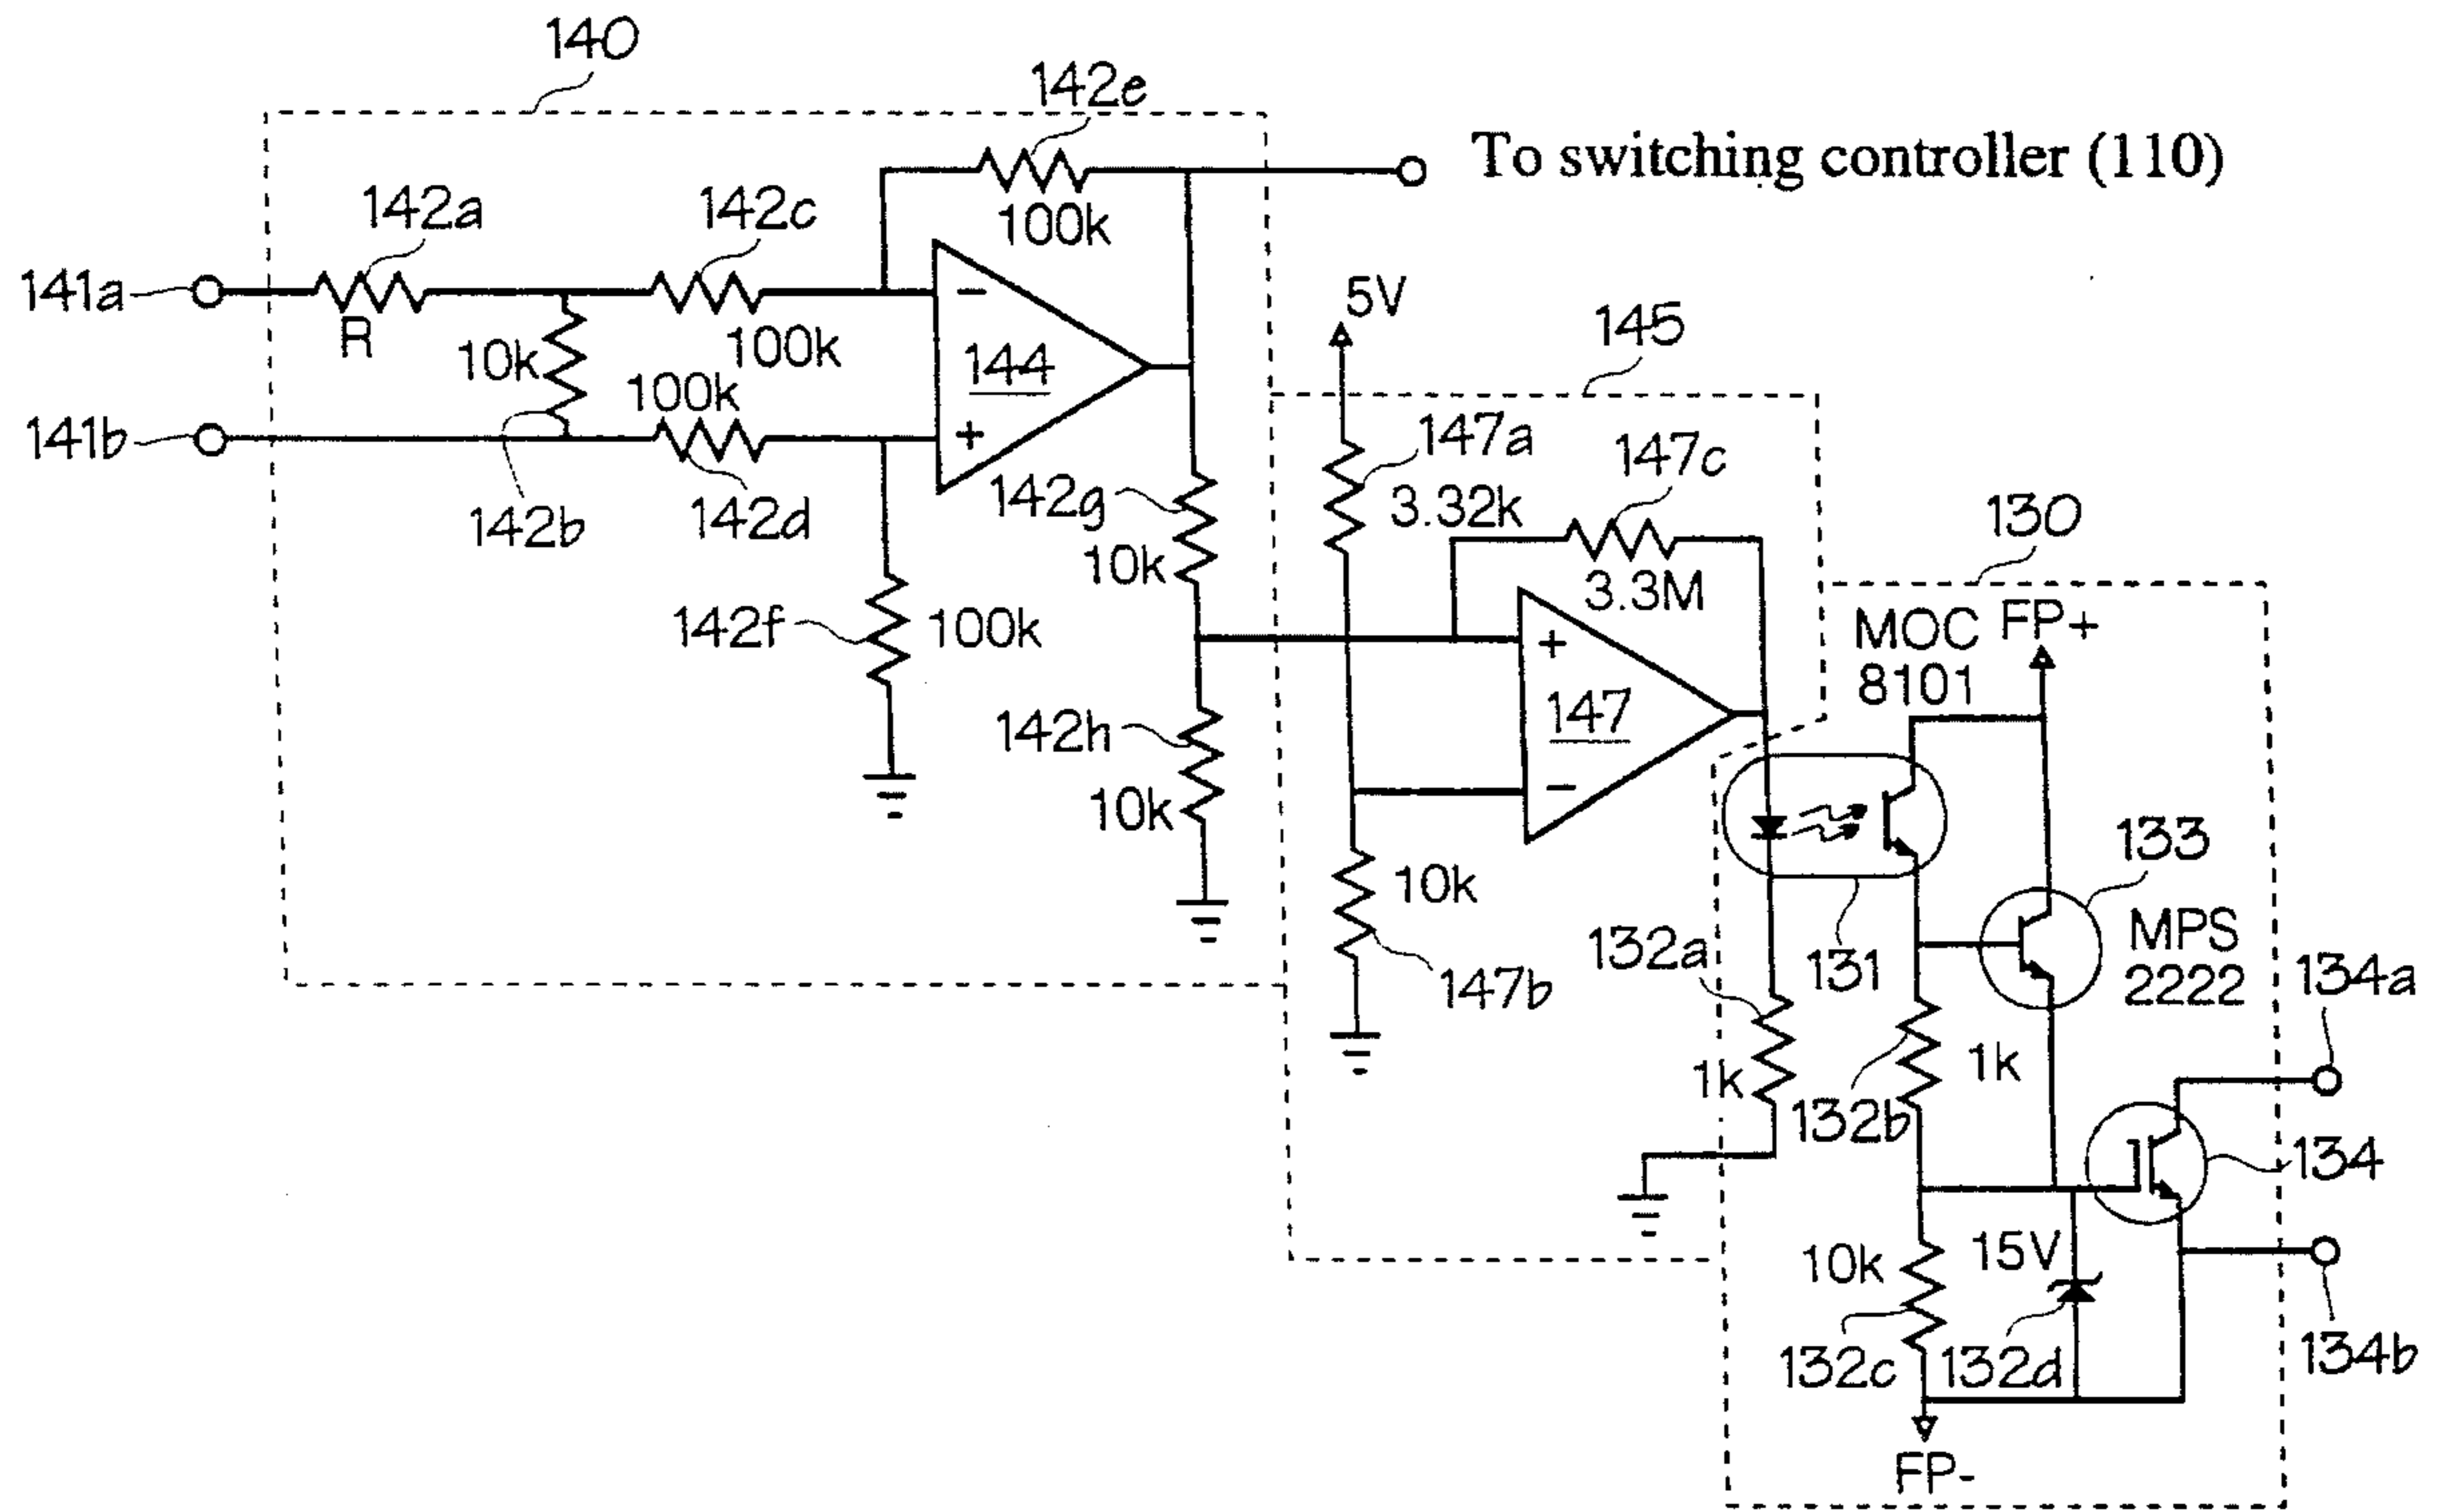 140
142e
To switching controller (110)
142a
142c
100k
141a
R
10k
100k
144
5V
145
100k
141b
147a
147c
142b
142d
142g
3.32k
10k
3.3M
130
142f
100k
MOC
8101
FP+
142h
147
10k
133
10k
MPS
2222
132a
131
147b
134a
1k
1k
132b
134
10k
15V
132c
132d
134b
FP-
+
-
+
-